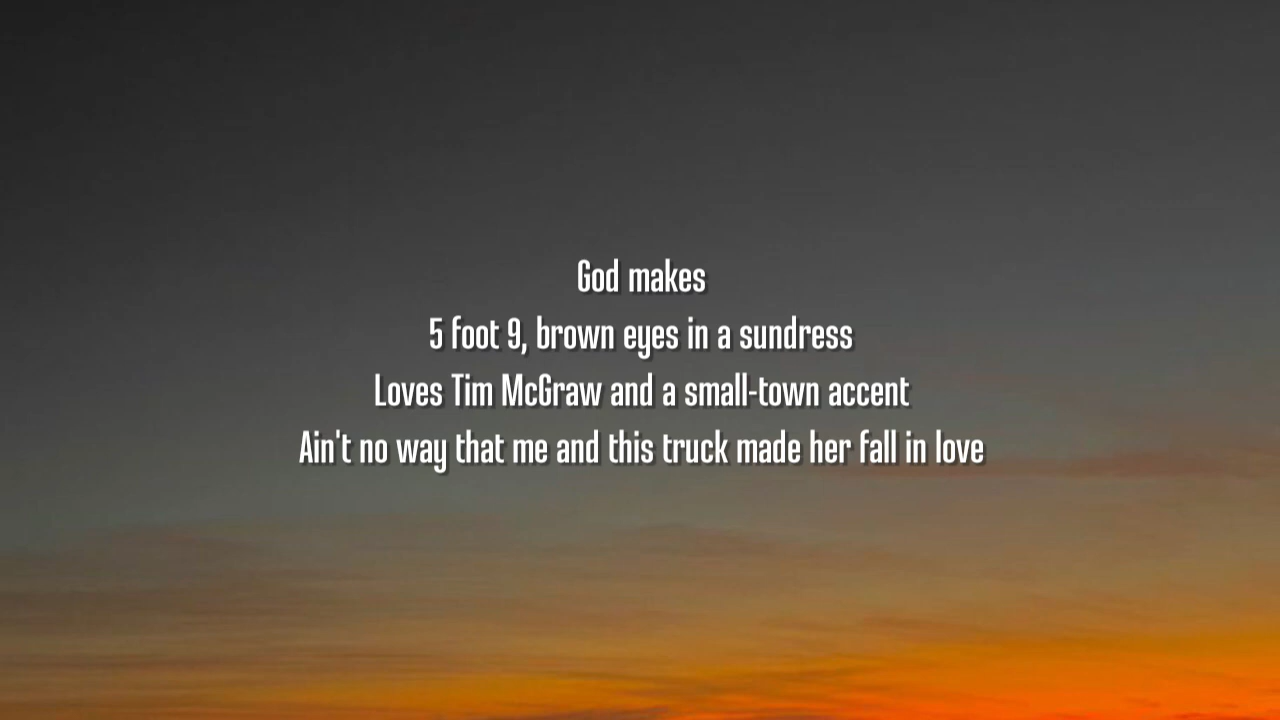 God makes
5 foot 9, brown eyes in a sundress
Loves Tim McGraw and a small-town accent
Ain't no way that me and this truck made her fall in love